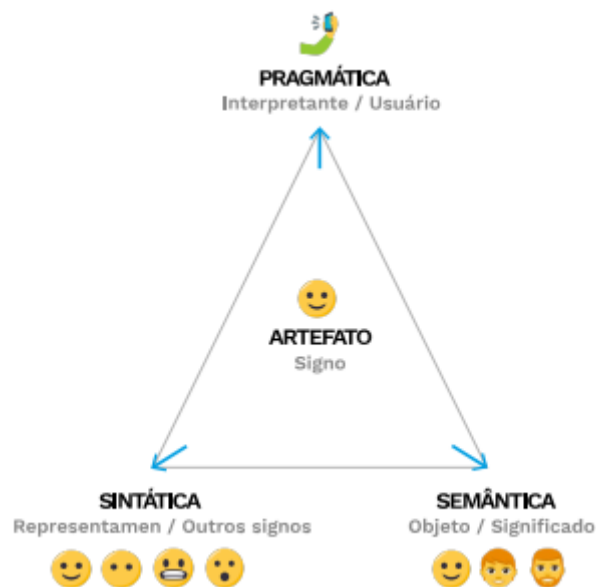 PRAGMÁTICA
Interpretante / Usuário
ARTEFATO
Signo
SINTÁTICA
Representamen / Outros signos
SEMÂNTICA
Objeto / Significado